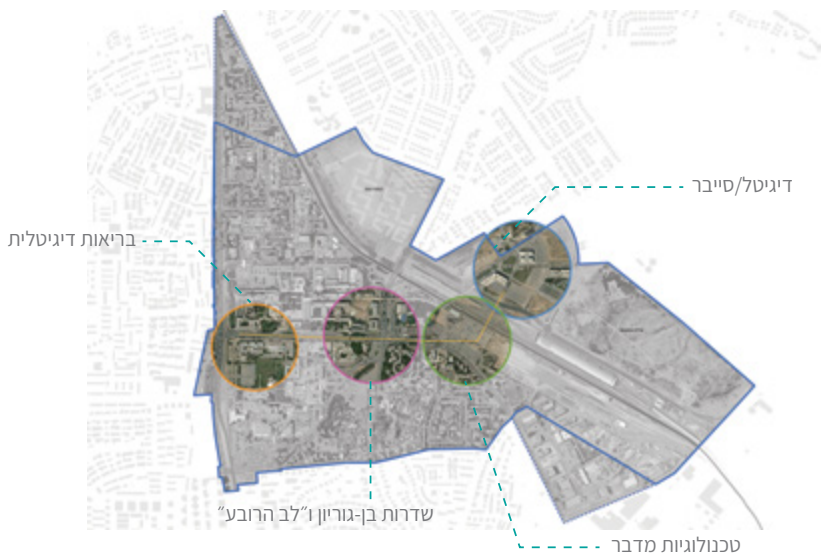 דיגיטל/סייבר
בריאות דיגיטלית
שדרות בן-גוריון ו״לב הרובע״
טכנולוגיות מדבר